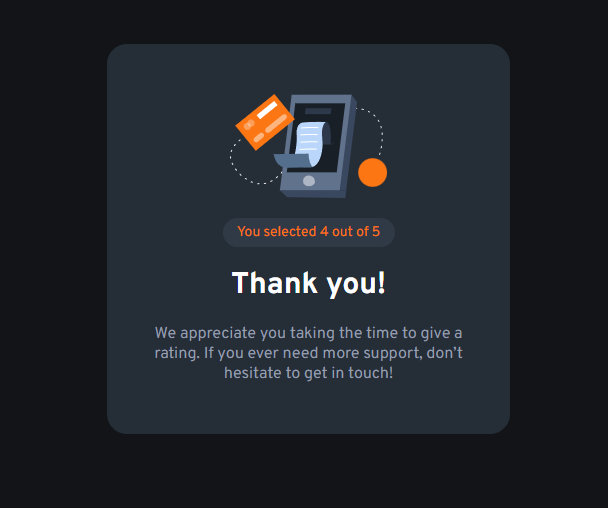 You selected 4 out of 5
Thank you!
We appreciate you taking the time to give a
rating. If you ever need more support, don’t
hesitate to get in touch!